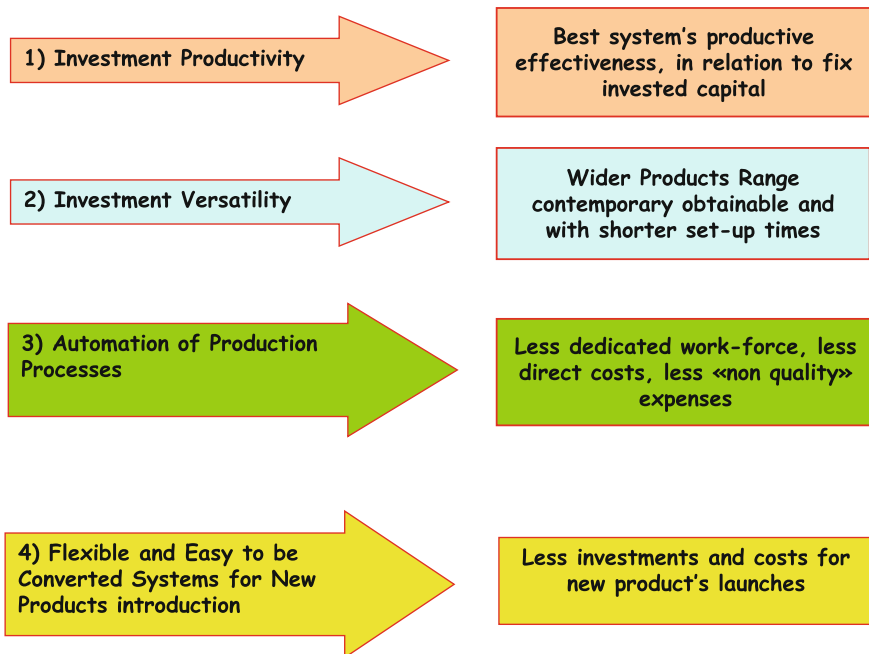 1) Investment Productivity
Best system's productive
effectiveness, in relation to fix
invested capital
2) Investment Versatility
Wider Products Range
contemporary obtainable and
with shorter set-up times
3) Automation of Production
Processes
Less dedicated work-force, less
direct costs, less «non quality»
expenses
4) Flexible and Easy to be
Converted Systems for New
Products introduction
Less investments and costs for
new product's launches